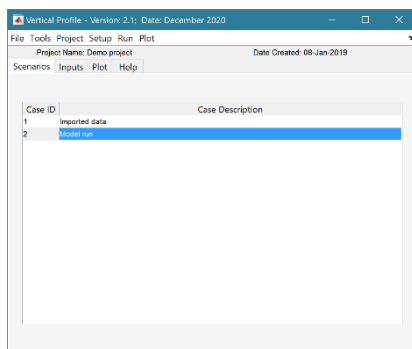 Vertical Profile - Version: 2.1; Date: December 2020
File Tools Project Setup Run Plot
Project Name: Demo project Date Created: 08-Jan-2019
Scenarios Inputs Plot Help
Case ID Case Description
1 Imported data
2 Model run